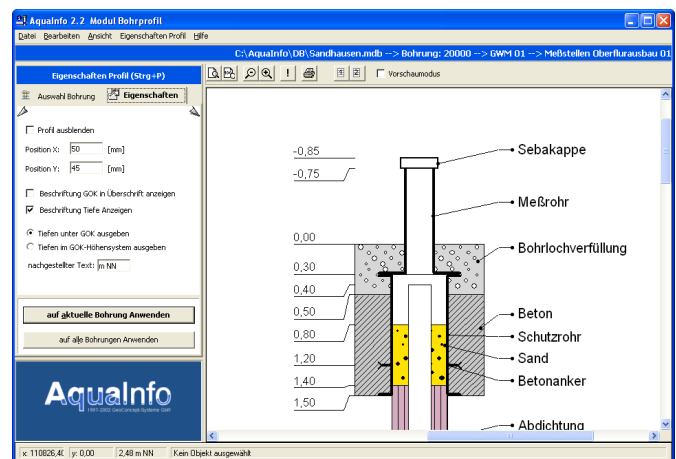 AquaInfo 2.2 Modul Bohrprofil
Datei Bearbeiten Ansicht Eigenschaften Profil Hilfe
C:\AquaInfo\DB\Sandhausen.mdb --> Bohrung: 20000 --> GWM 01 --> Meßstellen Oberflurausbau 01
Eigenschaften Profil (Strg+P)
! Vorschaumodus
Auswahl Bohrung Eigenschaften
Profil ausblenden
Position X: 50 [mm]
Position Y: 45 [mm]
Beschriftung GOK in Überschrift anzeigen
Beschriftung Tiefe Anzeigen
Tiefen unter GOK ausgeben
Tiefen im GOK-Höhensystem ausgeben
nachgestellter Text: m NN
auf aktuelle Bohrung Anwenden
auf alle Bohrungen Anwenden
AquaInfo
1997-2002 GeoConcept-Systeme GbR
-0,85
-0,75
0,00
0,30
0,40
0,50
0,80
1,20
1,40
1,50
Sebakappe
Meßrohr
Bohrlochverfüllung
Beton
Schutzrohr
Sand
Betonanker
Abdichtung
x: 110826,4( y: 0,00 2,48 m NN Kein Objekt ausgewählt